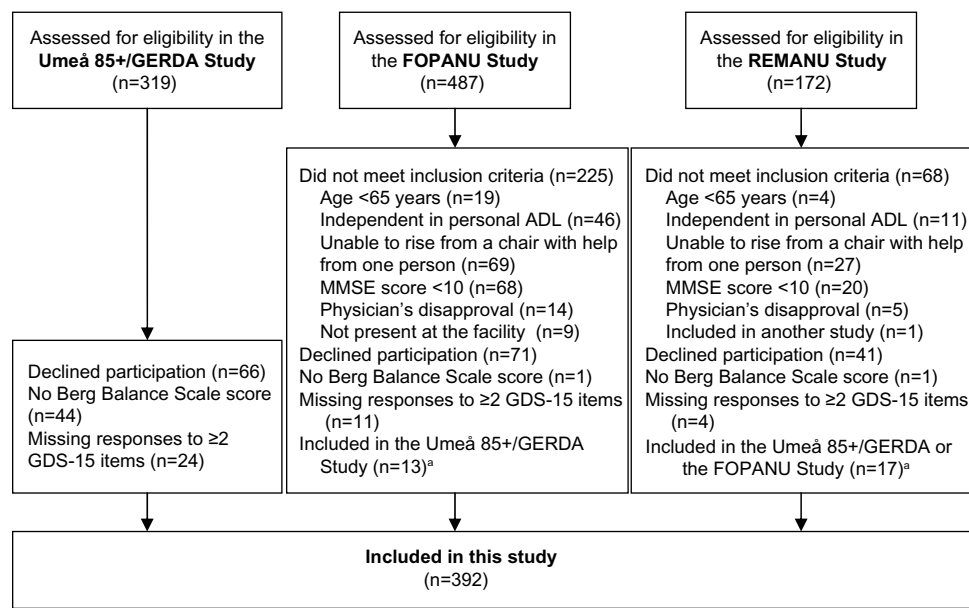 Assessed for eligibility in the
Umeå 85+/GERDA Study
(n=319)
Assessed for eligibility in
the FOPANU Study
(n=487)
Assessed for eligibility in
the REMANU Study
(n=172)
Declined participation (n=66)
No Berg Balance Scale score
(n=44)
Missing responses to ≥2
GDS-15 items (n=24)
Did not meet inclusion criteria (n=225)
Age <65 years (n=19)
Independent in personal ADL (n=46)
Unable to rise from a chair with help
from one person (n=69)
MMSE score <10 (n=68)
Physician’s disapproval (n=14)
Not present at the facility (n=9)
Declined participation (n=71)
No Berg Balance Scale score (n=1)
Missing responses to ≥2 GDS-15 items
(n=11)
Included in the Umeå 85+/GERDA
Study (n=13)ᵃ
Did not meet inclusion criteria (n=68)
Age <65 years (n=4)
Independent in personal ADL (n=11)
Unable to rise from a chair with help
from one person (n=27)
MMSE score <10 (n=20)
Physician’s disapproval (n=5)
Included in another study (n=1)
Declined participation (n=41)
No Berg Balance Scale score (n=1)
Missing responses to ≥2 GDS-15 items
(n=4)
Included in the Umeå 85+/GERDA or
the FOPANU Study (n=17)ᵃ
Included in this study
(n=392)